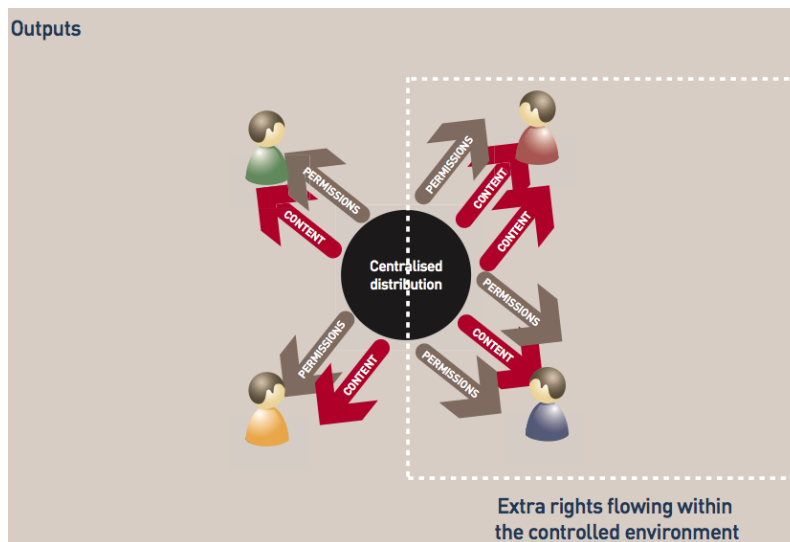 Outputs
PERMISSIONS
CONTENT
PERMISSIONS
CONTENT
CONTENT
Centralised
distribution
PERMISSIONS
CONTENT
PERMISSIONS
PERMISSIONS
CONTENT
Extra rights flowing within
the controlled environment